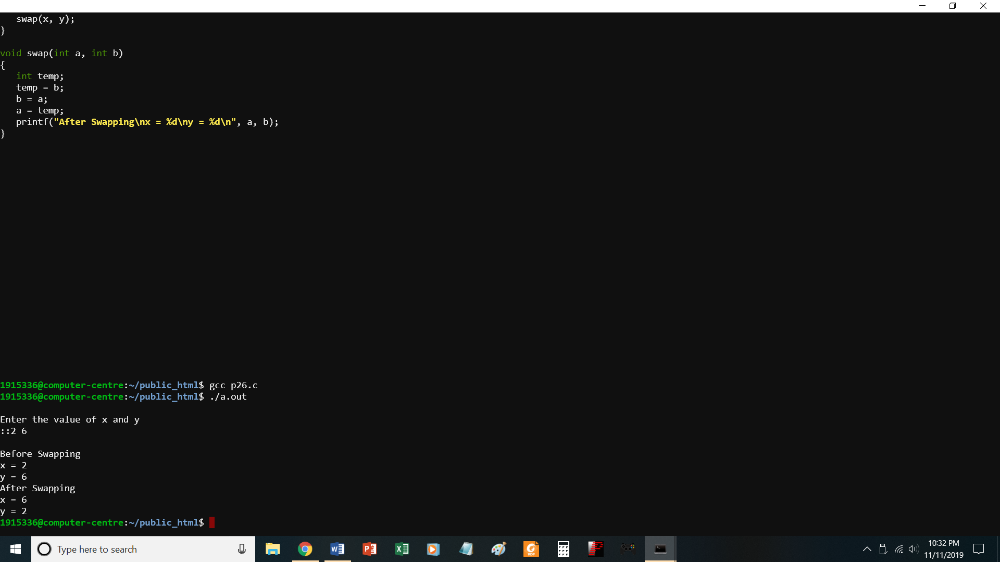 swap(x, y);
}
void swap(int a, int b)
{
int temp;
temp = b;
b = a;
a = temp;
printf("After Swapping\nx = %d\ny = %d\n", a, b);
}
1915336@computer-centre:~/public_html$ gcc p26.c
1915336@computer-centre:~/public_html$ ./a.out
Enter the value of x and y
::2 6
Before Swapping
x = 2
y = 6
After Swapping
x = 6
y = 2
1915336@computer-centre:~/public_html$
Type here to search
10:32 PM
11/11/2019